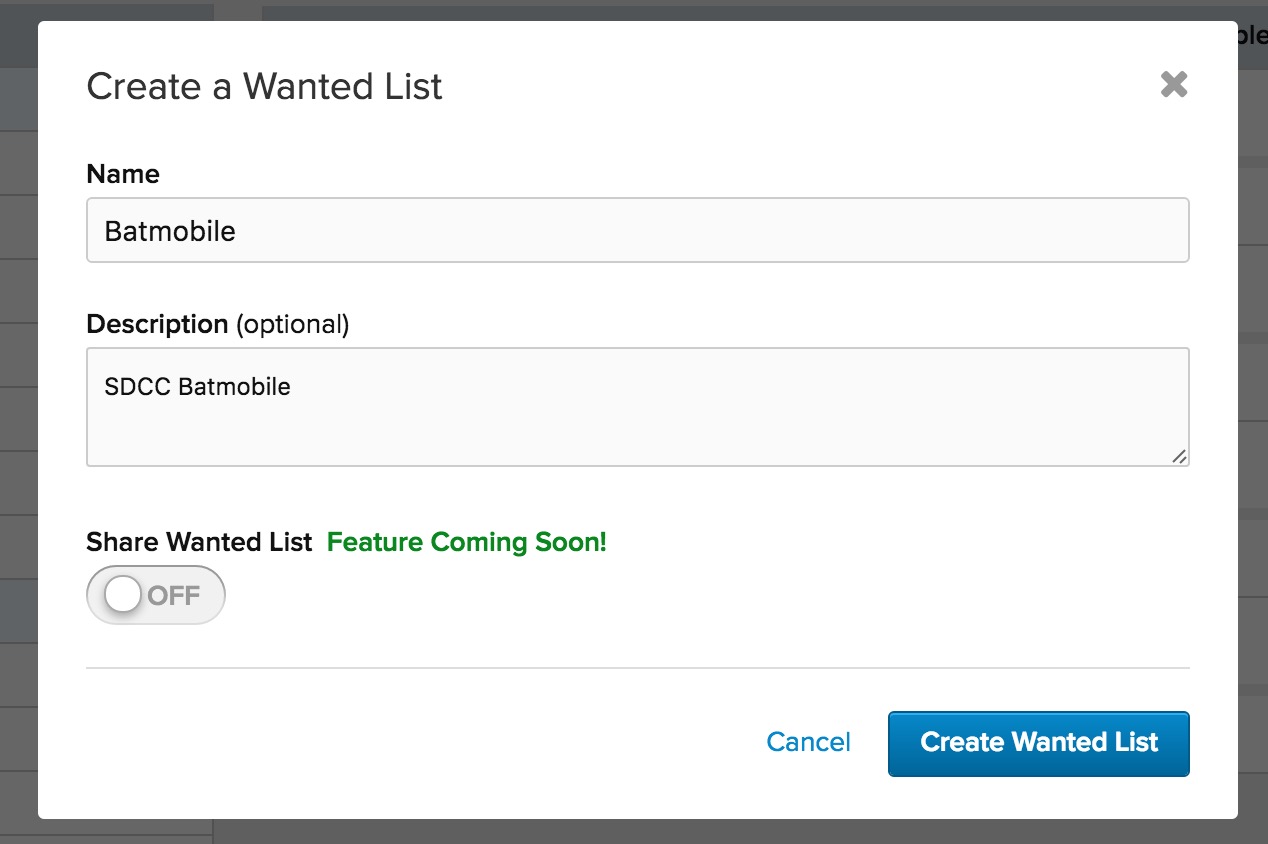 Create a Wanted List
Name
Batmobile
Description (optional)
SDCC Batmobile
Share Wanted List Feature Coming Soon!
OFF
Cancel Create Wanted List